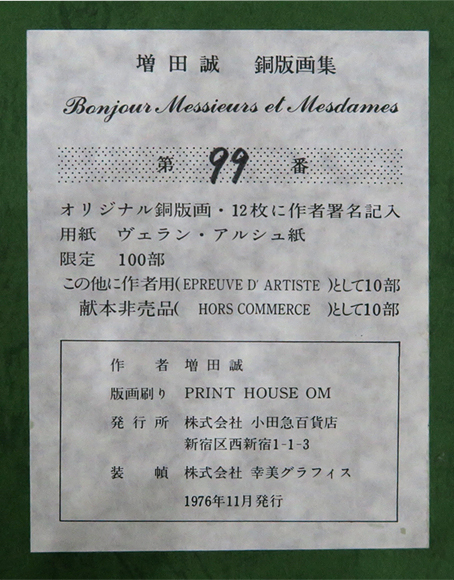 増田誠 銅版画集
Bonjour Messieurs et Mesdames
第 99 番
オリジナル銅版画・12枚に作者署名記入
用紙 ヴェラン・アルシュ紙
限定 100部
この他に作者用(EPREUVE D'ARTISTE)として10部
献本非売品( HORS COMMERCE )として10部
作者 増田誠
版画刷り PRINT HOUSE OM
発行所 株式会社 小田急百貨店
新宿区西新宿1-1-3
装幀 株式会社 幸美グラフィス
1976年11月発行